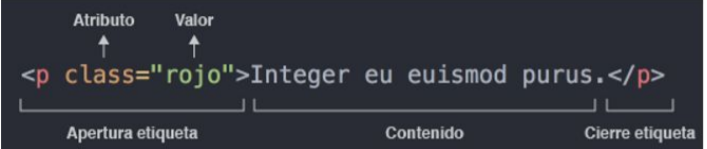 Atributo Valor
<p class="rojo">Integer eu euismod purus.</p>
Apertura etiqueta Contenido Cierre etiqueta